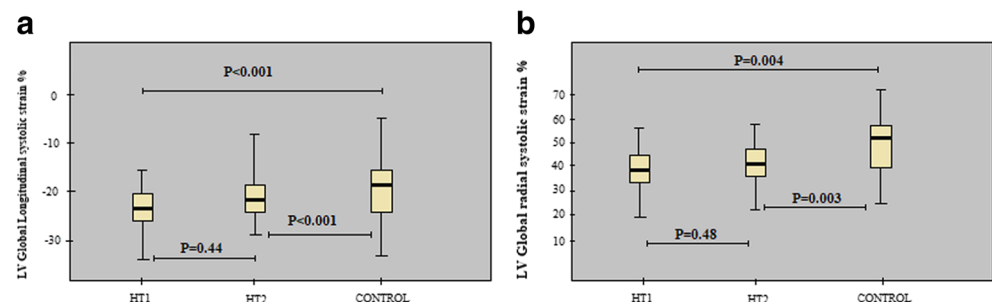 a
LV Global Longitudinal systolic strain %
P<0.001
0
-10
-20
-30
P<0.001
P=0.44
HT1
HT2
CONTROL
b
LV Global radial systolic strain %
P=0.004
70
60
50
40
30
20
10
P=0.003
P=0.48
HT1
HT2
CONTROL